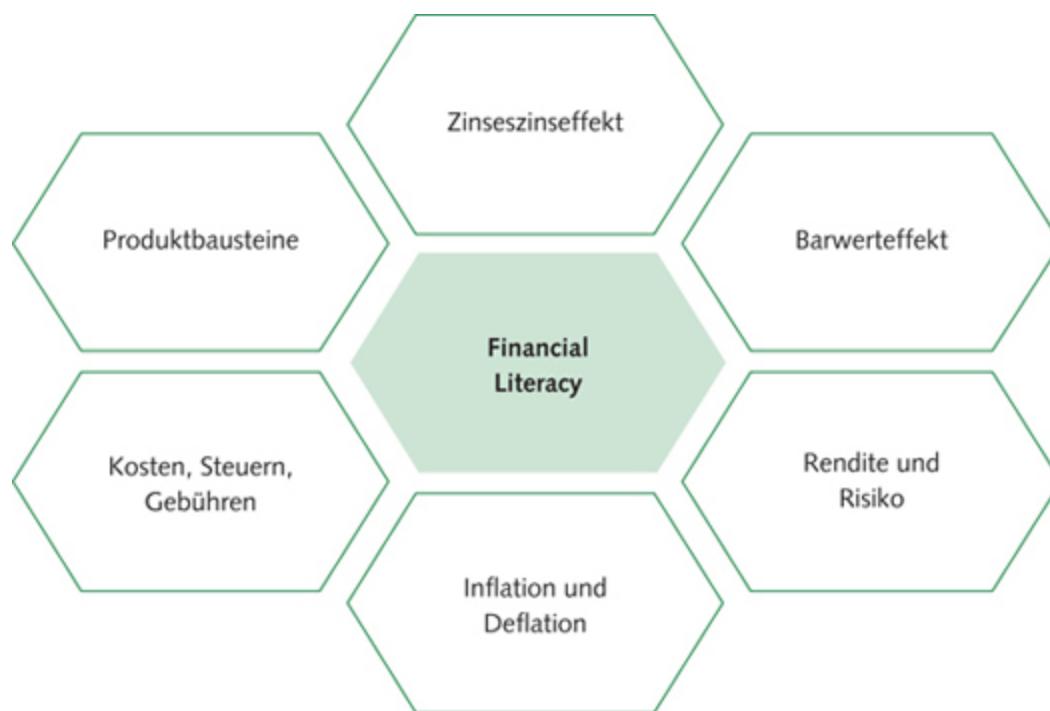 Zinseszinseffekt
Produktbausteine
Barwerteffekt
Financial
Literacy
Kosten, Steuern,
Gebühren
Rendite und
Risiko
Inflation und
Deflation